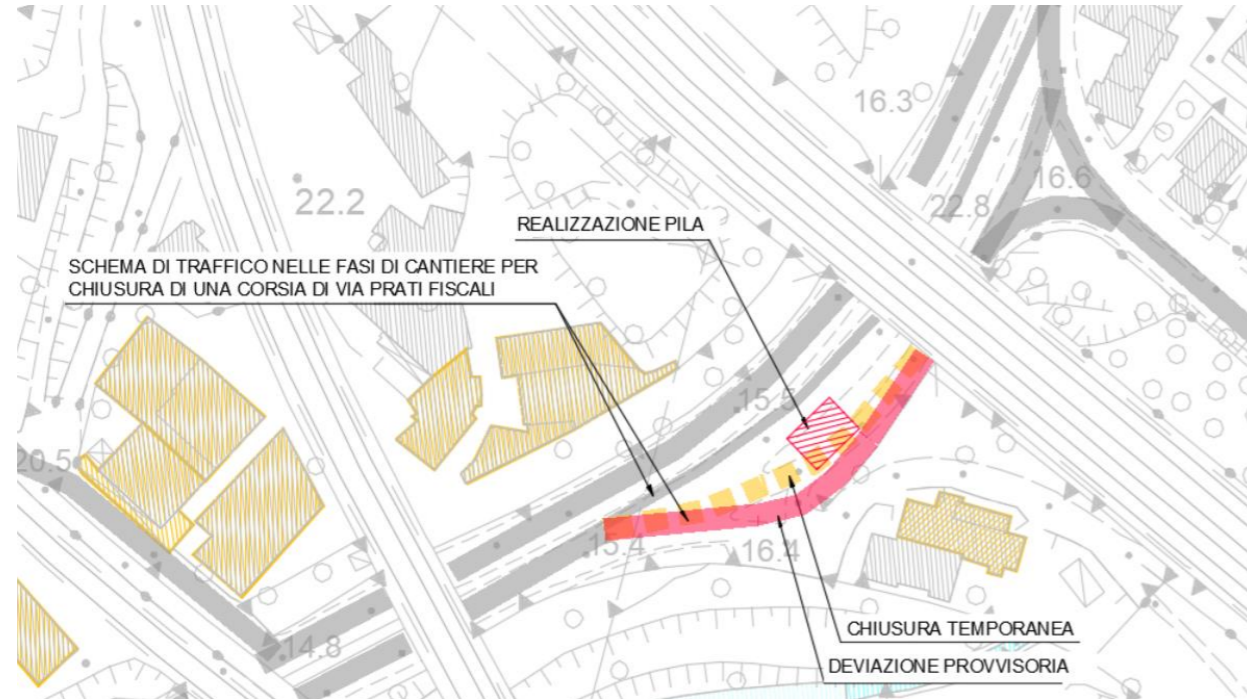 16.3
16.6
22.2
22.8
REALIZZAZIONE PILA
SCHEMA DI TRAFFICO NELLE FASI DI CANTIERE PER
CHIUSURA DI UNA CORSIA DI VIA PRATI FISCALI
15.5
20.5
15.4
16.4
14.8
CHIUSURA TEMPORANEA
DEVIAZIONE PROVVISORIA